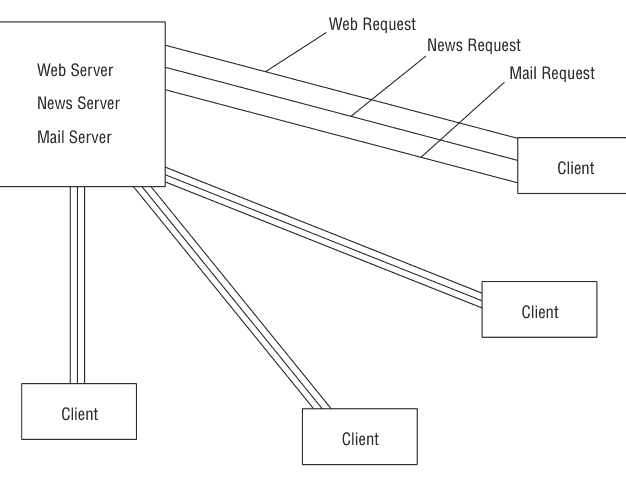 Web Request
News Request
Mail Request
Web Server
News Server
Mail Server
Client
Client
Client
Client